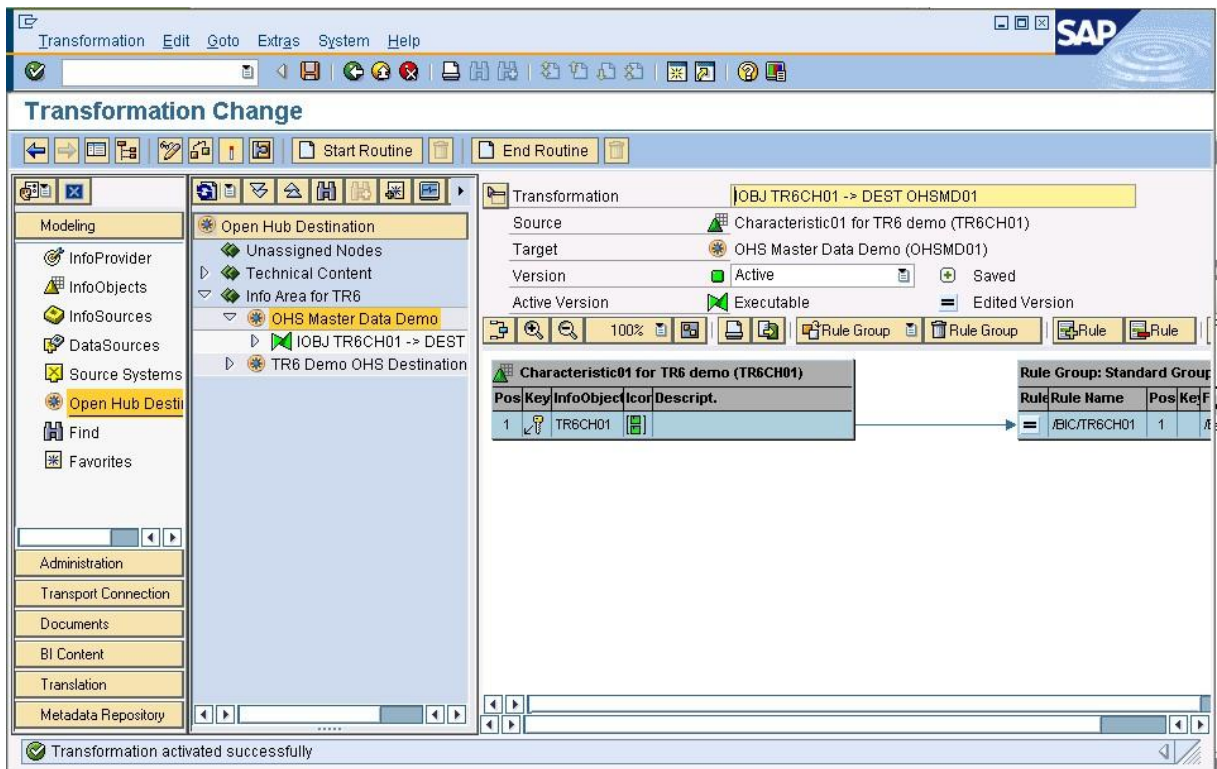 Transformation Edit Goto Extras System Help
SAP
Transformation Change
Start Routine End Routine
Modeling
InfoProvider
InfoObjects
InfoSources
DataSources
Source Systems
Open Hub Desti
Find
Favorites
Administration
Transport Connection
Documents
BI Content
Translation
Metadata Repository
Open Hub Destination
Unassigned Nodes
Technical Content
Info Area for TR6
OHS Master Data Demo
IOBJ TR6CH01 -> DEST
TR6 Demo OHS Destination
Transformation IOBJ TR6CH01 -> DEST OHSMD01
Source Characteristic01 for TR6 demo (TR6CH01)
Target OHS Master Data Demo (OHSMD01)
Version Active Saved
Active Version Executable = Edited Version
100% Rule Group Rule Group Rule Rule
Characteristic01 for TR6 demo (TR6CH01)
Pos Key InfoObject Icon Descript.
1 TR6CH01
Rule Group: Standard Group
Rule Rule Name Pos Key F
= /BIC/TR6CH01 1
Transformation activated successfully